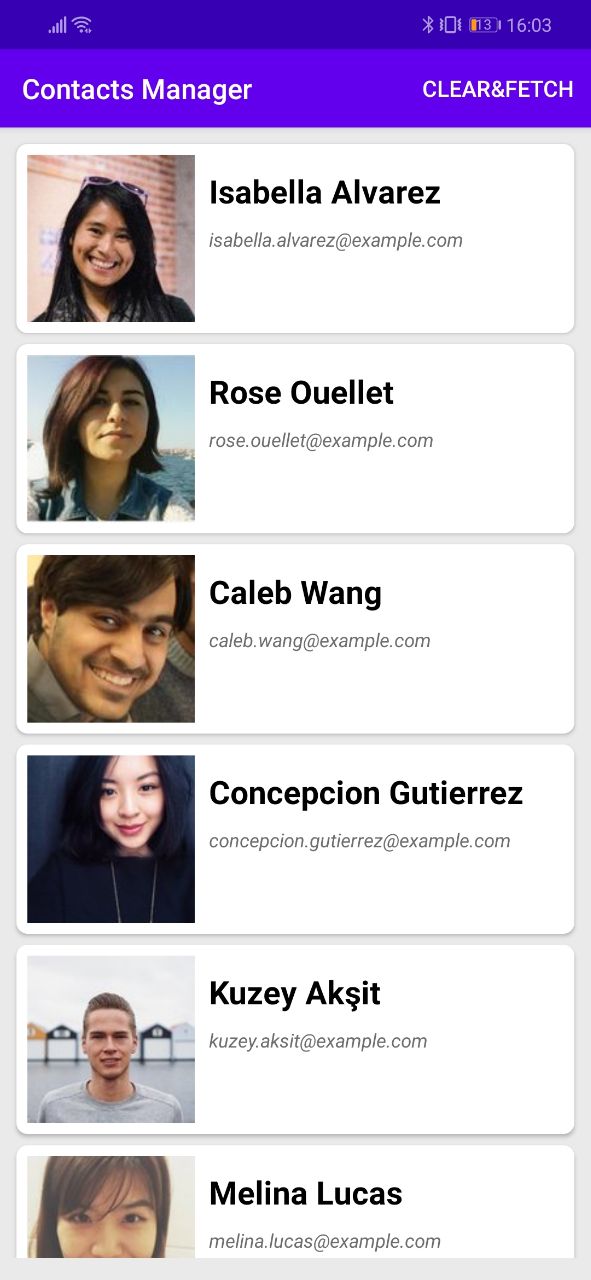 13 16:03
Contacts Manager CLEAR&FETCH
Isabella Alvarez
isabella.alvarez@example.com
Rose Ouellet
rose.ouellet@example.com
Caleb Wang
caleb.wang@example.com
Concepcion Gutierrez
concepcion.gutierrez@example.com
Kuzey Akşit
kuzey.aksit@example.com
Melina Lucas
melina.lucas@example.com